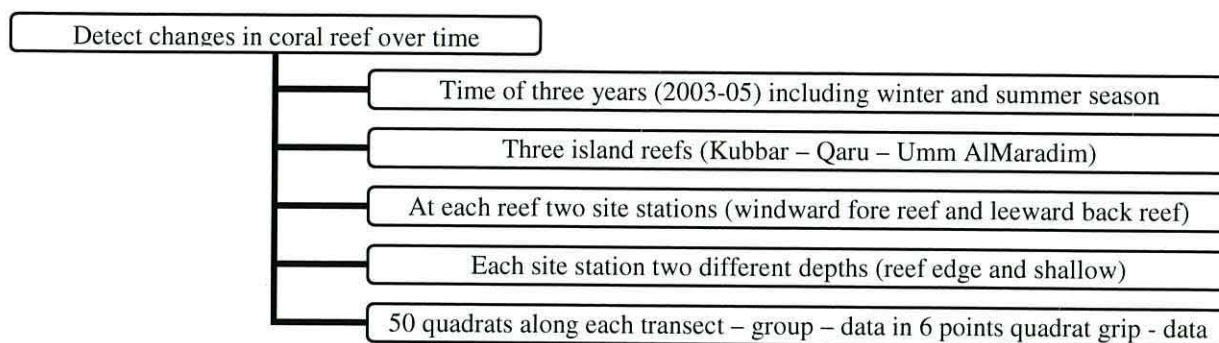 Detect changes in coral reef over time
Time of three years (2003-05) including winter and summer season
Three island reefs (Kubbar – Qaru – Umm AlMaradim)
At each reef two site stations (windward fore reef and leeward back reef)
Each site station two different depths (reef edge and shallow)
50 quadrats along each transect – group – data in 6 points quadrat grip - data